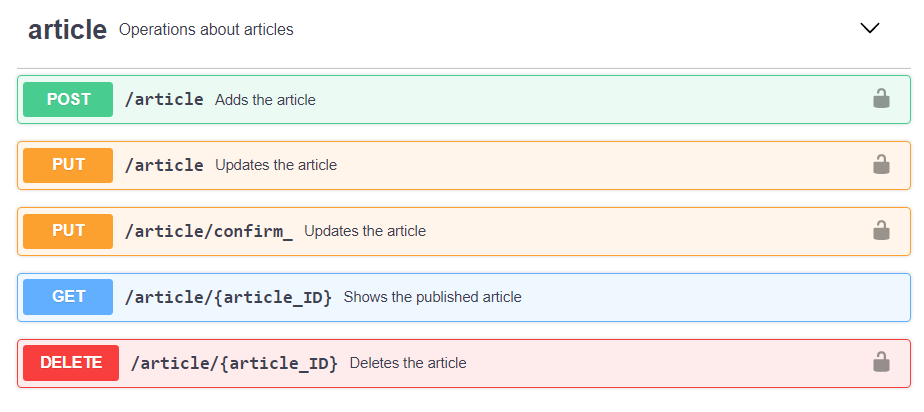 article Operations about articles
POST /article Adds the article
PUT /article Updates the article
PUT /article/confirm_ Updates the article
GET /article/{article_ID} Shows the published article
DELETE /article/{article_ID} Deletes the article